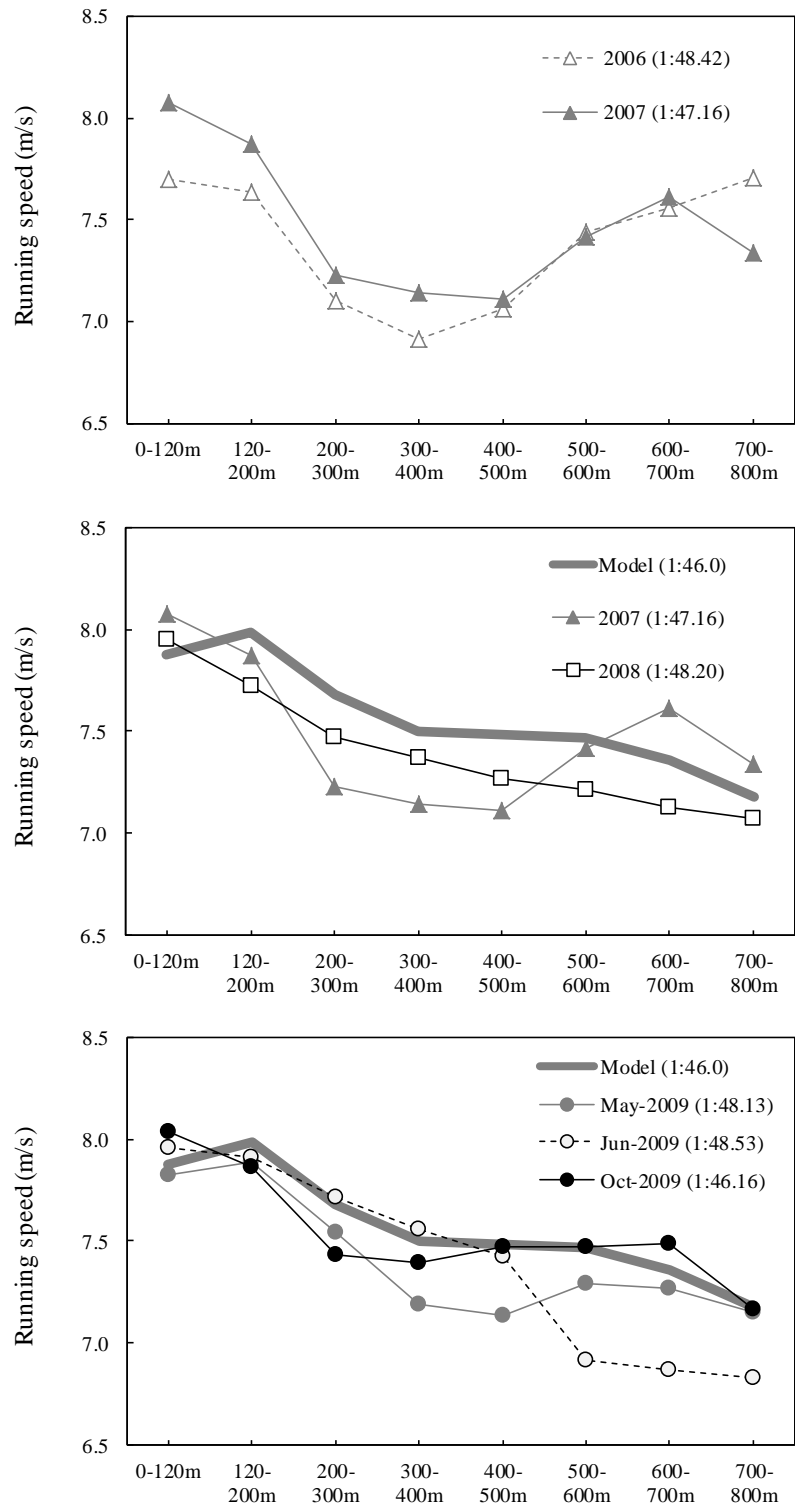 Running speed (m/s)
8.5
8.0
7.5
7.0
6.5
2006 (1:48.42)
2007 (1:47.16)
0-120m 120- 200- 300- 400- 500- 600- 700-
200m 300m 400m 500m 600m 700m 800m
Running speed (m/s)
8.5
8.0
7.5
7.0
6.5
Model (1:46.0)
2007 (1:47.16)
2008 (1:48.20)
0-120m 120- 200- 300- 400- 500- 600- 700-
200m 300m 400m 500m 600m 700m 800m
Running speed (m/s)
8.5
8.0
7.5
7.0
6.5
Model (1:46.0)
May-2009 (1:48.13)
Jun-2009 (1:48.53)
Oct-2009 (1:46.16)
0-120m 120- 200- 300- 400- 500- 600- 700-
200m 300m 400m 500m 600m 700m 800m